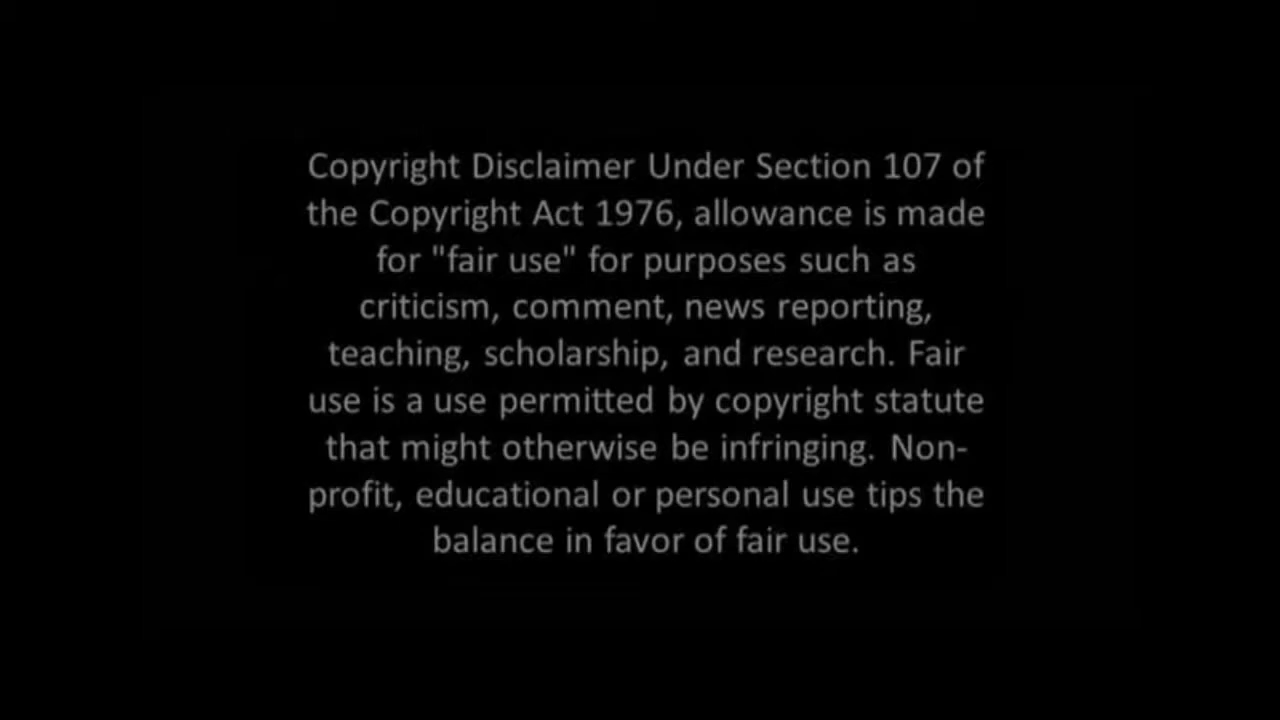 Copyright Disclaimer Under Section 107 of
the Copyright Act 1976, allowance is made
for "fair use" for purposes such as
criticism, comment, news reporting,
teaching, scholarship, and research. Fair
use is a use permitted by copyright statute
that might otherwise be infringing. Non-
profit, educational or personal use tips the
balance in favor of fair use.